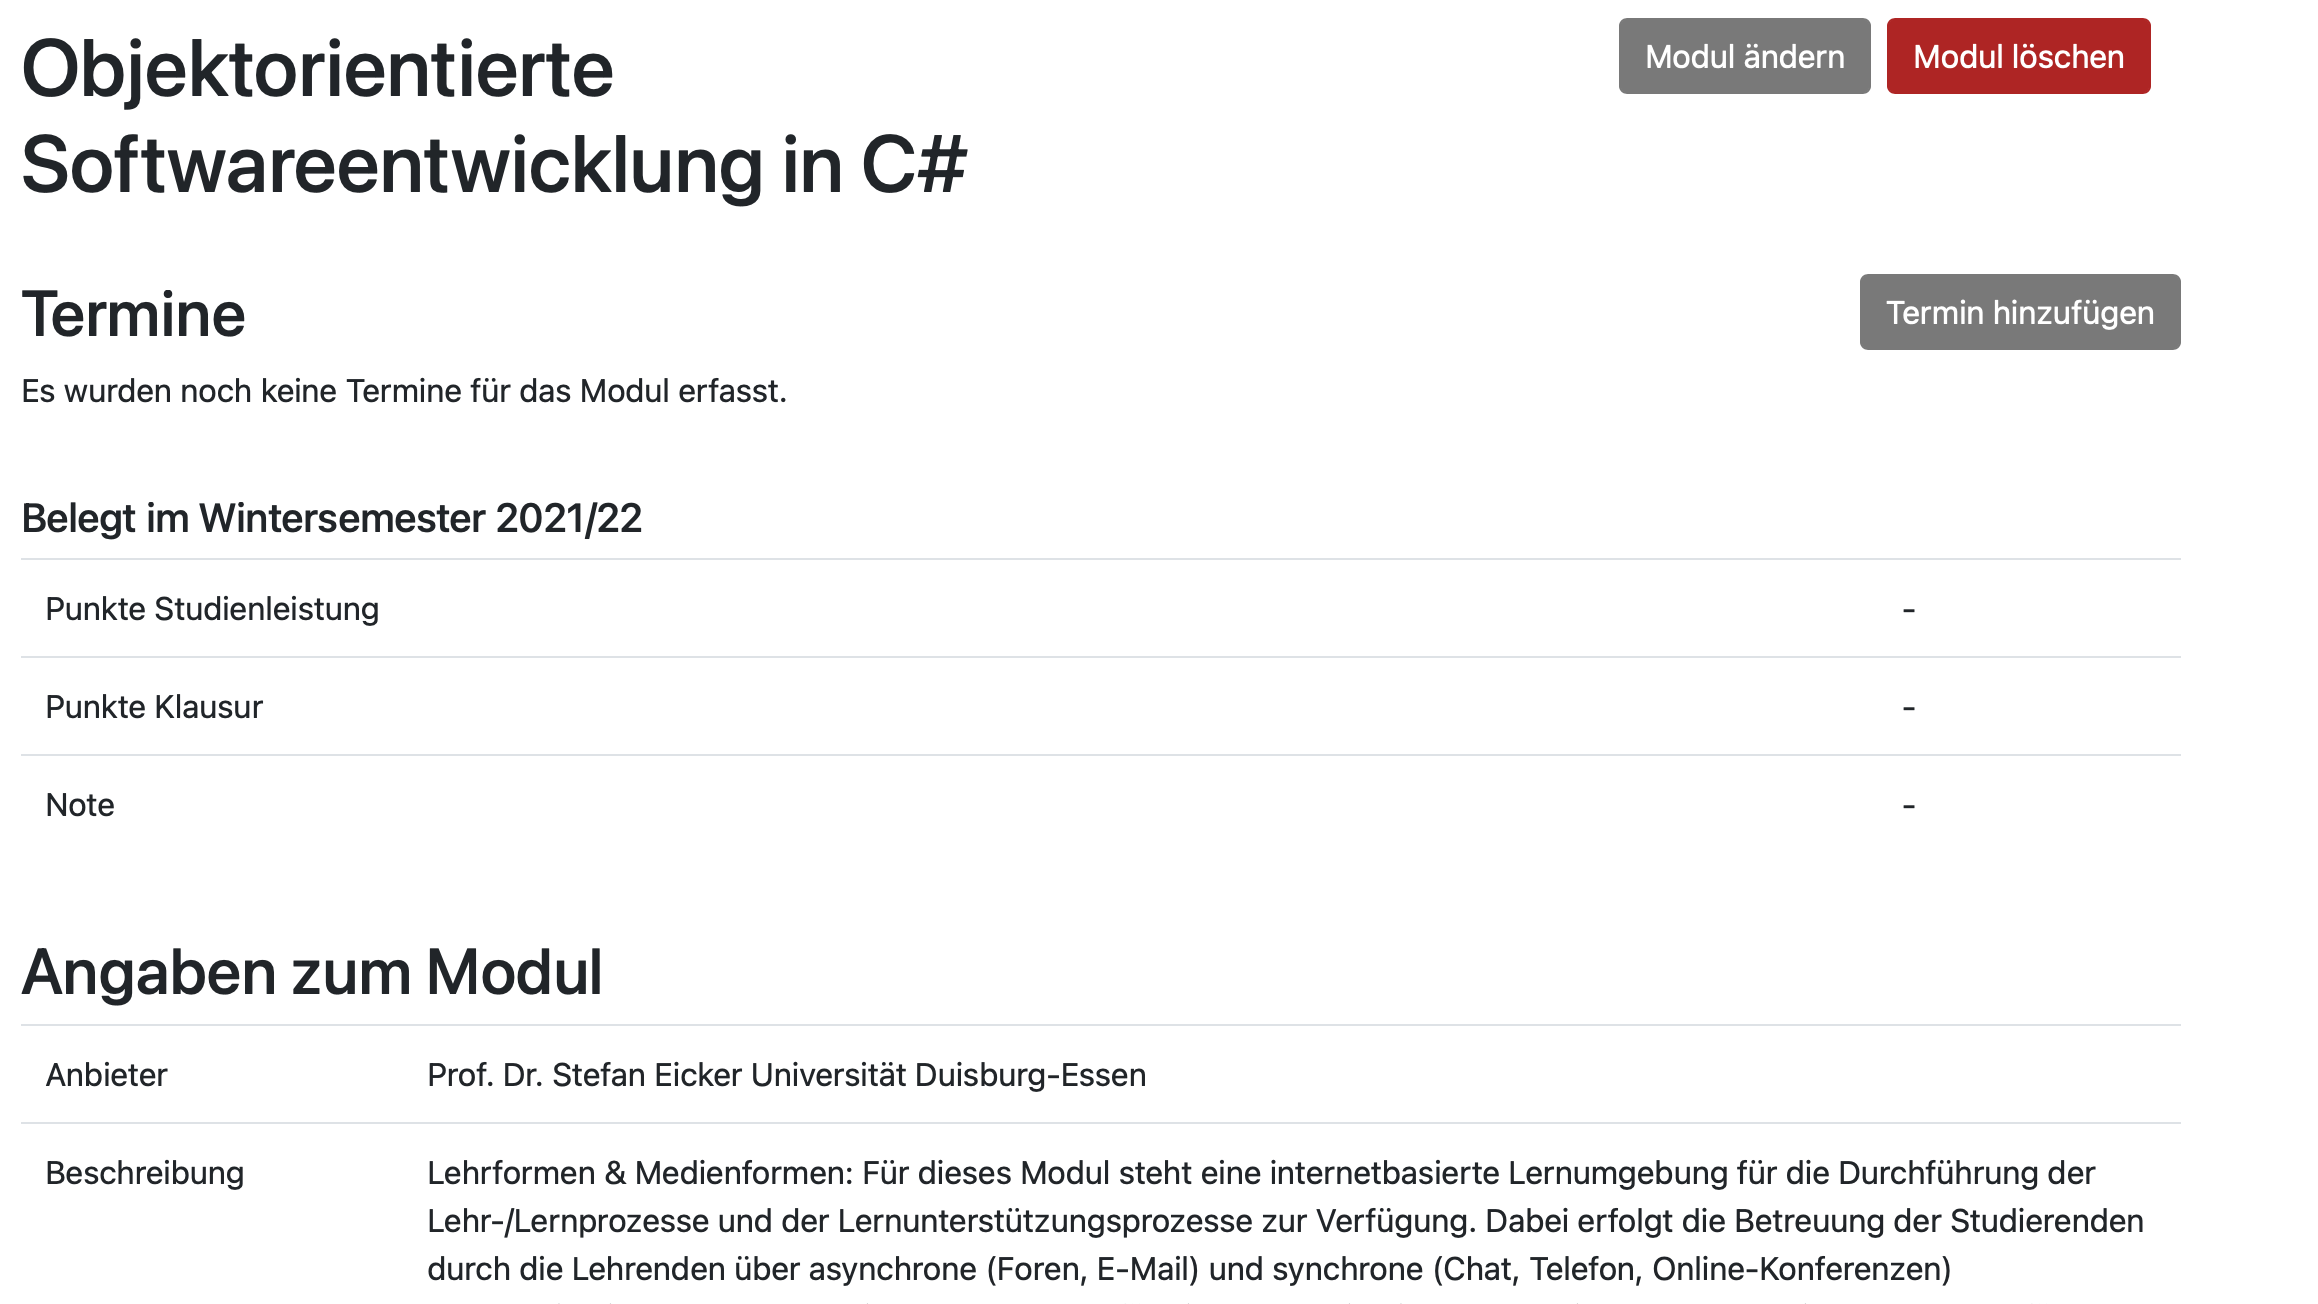 Objektorientierte
Softwareentwicklung in C#
Modul ändern
Modul löschen
Termine
Termin hinzufügen
Es wurden noch keine Termine für das Modul erfasst.
Belegt im Wintersemester 2021/22
Punkte Studienleistung -
Punkte Klausur -
Note -
Angaben zum Modul
Anbieter Prof. Dr. Stefan Eicker Universität Duisburg-Essen
Beschreibung Lehrformen & Medienformen: Für dieses Modul steht eine internetbasierte Lernumgebung für die Durchführung der
Lehr-/Lernprozesse und der Lernunterstützungsprozesse zur Verfügung. Dabei erfolgt die Betreuung der Studierenden
durch die Lehrenden über asynchrone (Foren, E-Mail) und synchrone (Chat, Telefon, Online-Konferenzen)